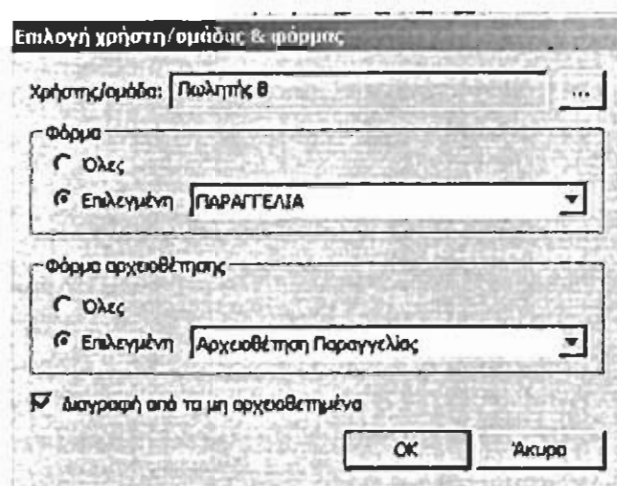 Επιλογή χρήστη/ομάδας & φόρμας
Χρήστης/ομάδα: Πωλητής Β ...
Φόρμα
Όλες
Επιλεγμένη ΠΑΡΑΓΓΕΛΙΑ
Φόρμα αρχειοθέτησης
Όλες
Επιλεγμένη Αρχειοθέτηση Παραγγελίας
Διαγραφή από τα μη αρχειοθετημένα
OK Άκυρο